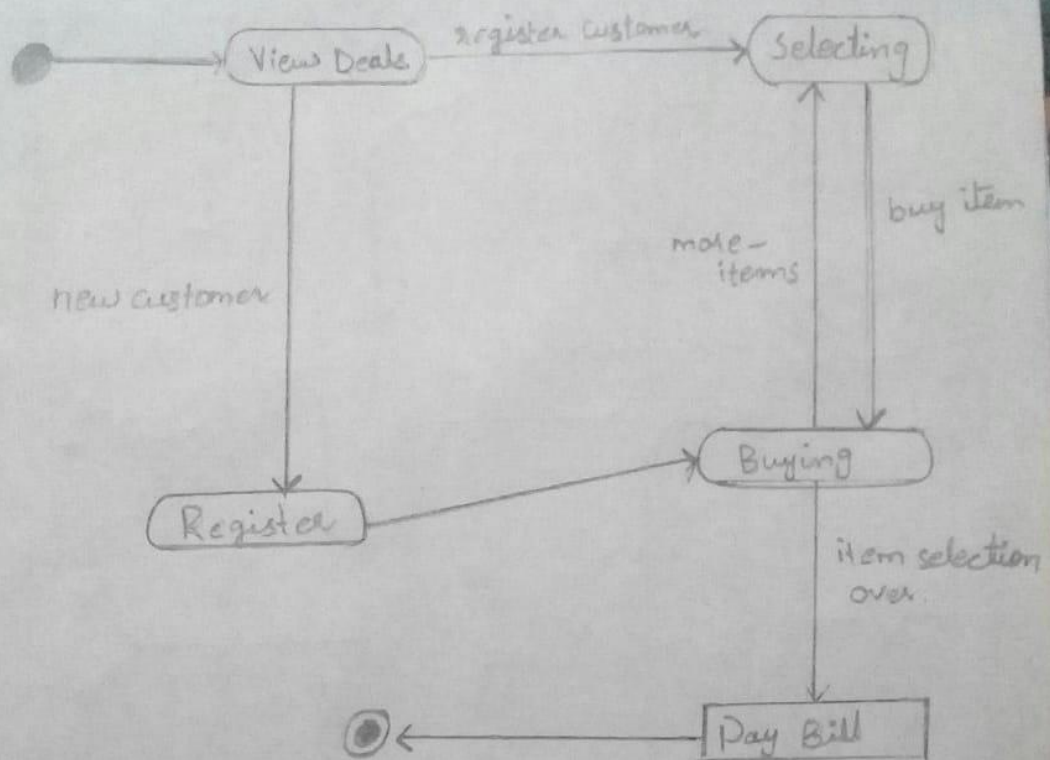 View Deals
register customer
Selecting
buy item
more-
items
new customer
Buying
Register
item selection
over.
Pay Bill